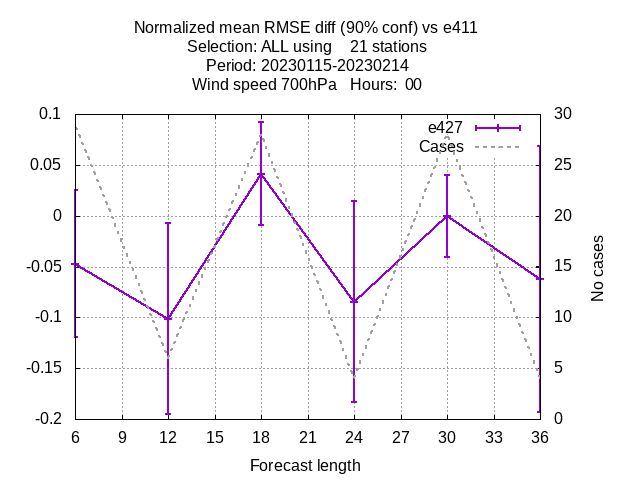 Normalized mean RMSE diff (90% conf) vs e411
Selection: ALL using    21 stations
Period: 20230115-20230214
Wind speed 700hPa   Hours:  00
e427
Cases
0.1
0.05
0
-0.05
-0.1
-0.15
-0.2
30
25
20
15
10
5
0
No cases
6 9 12 15 18 21 24 27 30 33 36
Forecast length